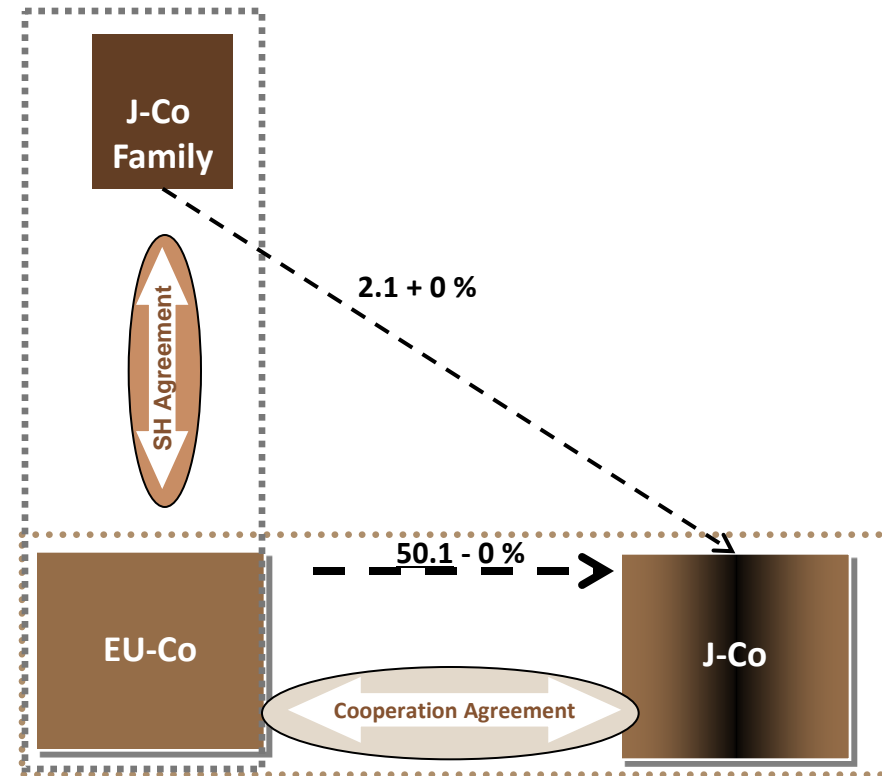 J-Co
Family
2.1 + 0 %
SH Agreement
50.1 - 0 %
EU-Co
J-Co
Cooperation Agreement